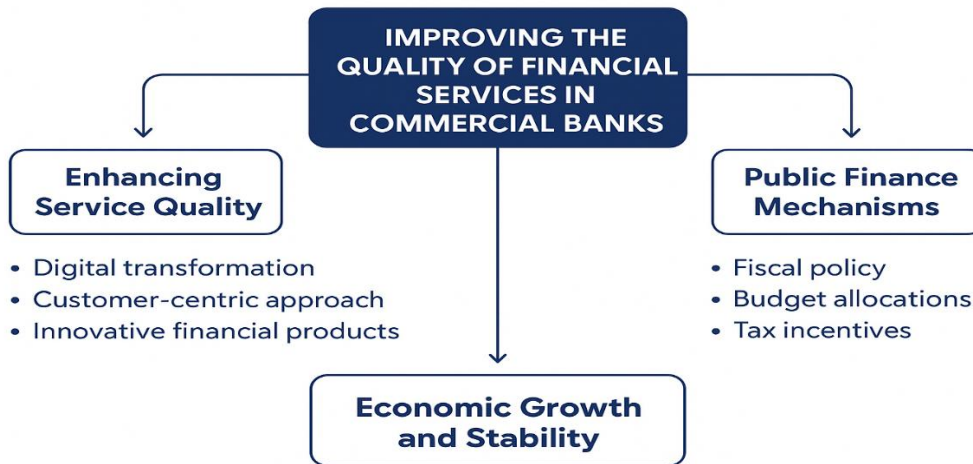 IMPROVING THE
QUALITY OF FINANCIAL
SERVICES IN
COMMERCIAL BANKS
Enhancing
Service Quality
• Digital transformation
• Customer-centric approach
• Innovative financial products
Public Finance
Mechanisms
• Fiscal policy
• Budget allocations
• Tax incentives
Economic Growth
and Stability